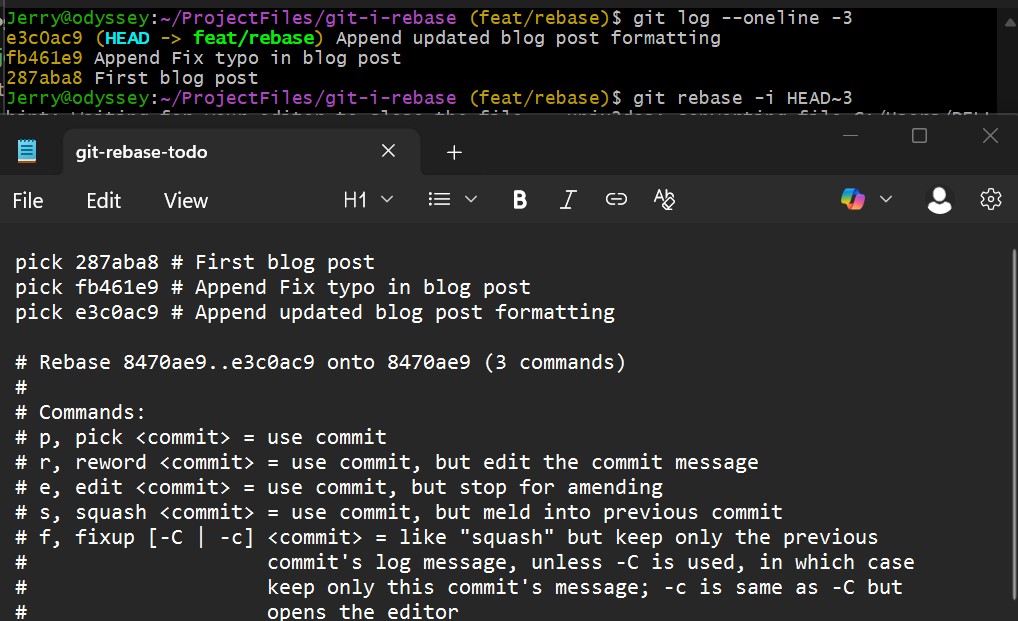 Jerry@odyssey:~/ProjectFiles/git-i-rebase (feat/rebase)$ git log --oneline -3
e3c0ac9 (HEAD -> feat/rebase) Append updated blog post formatting
fb461e9 Append Fix typo in blog post
287aba8 First blog post
Jerry@odyssey:~/ProjectFiles/git-i-rebase (feat/rebase)$ git rebase -i HEAD~3
git-rebase-todo
File Edit View H1 B I
pick 287aba8 # First blog post
pick fb461e9 # Append Fix typo in blog post
pick e3c0ac9 # Append updated blog post formatting
# Rebase 8470ae9..e3c0ac9 onto 8470ae9 (3 commands)
#
# Commands:
# p, pick <commit> = use commit
# r, reword <commit> = use commit, but edit the commit message
# e, edit <commit> = use commit, but stop for amending
# s, squash <commit> = use commit, but meld into previous commit
# f, fixup [-C | -c] <commit> = like "squash" but keep only the previous
# commit's log message, unless -C is used, in which case
# keep only this commit's message; -c is same as -C but
# opens the editor